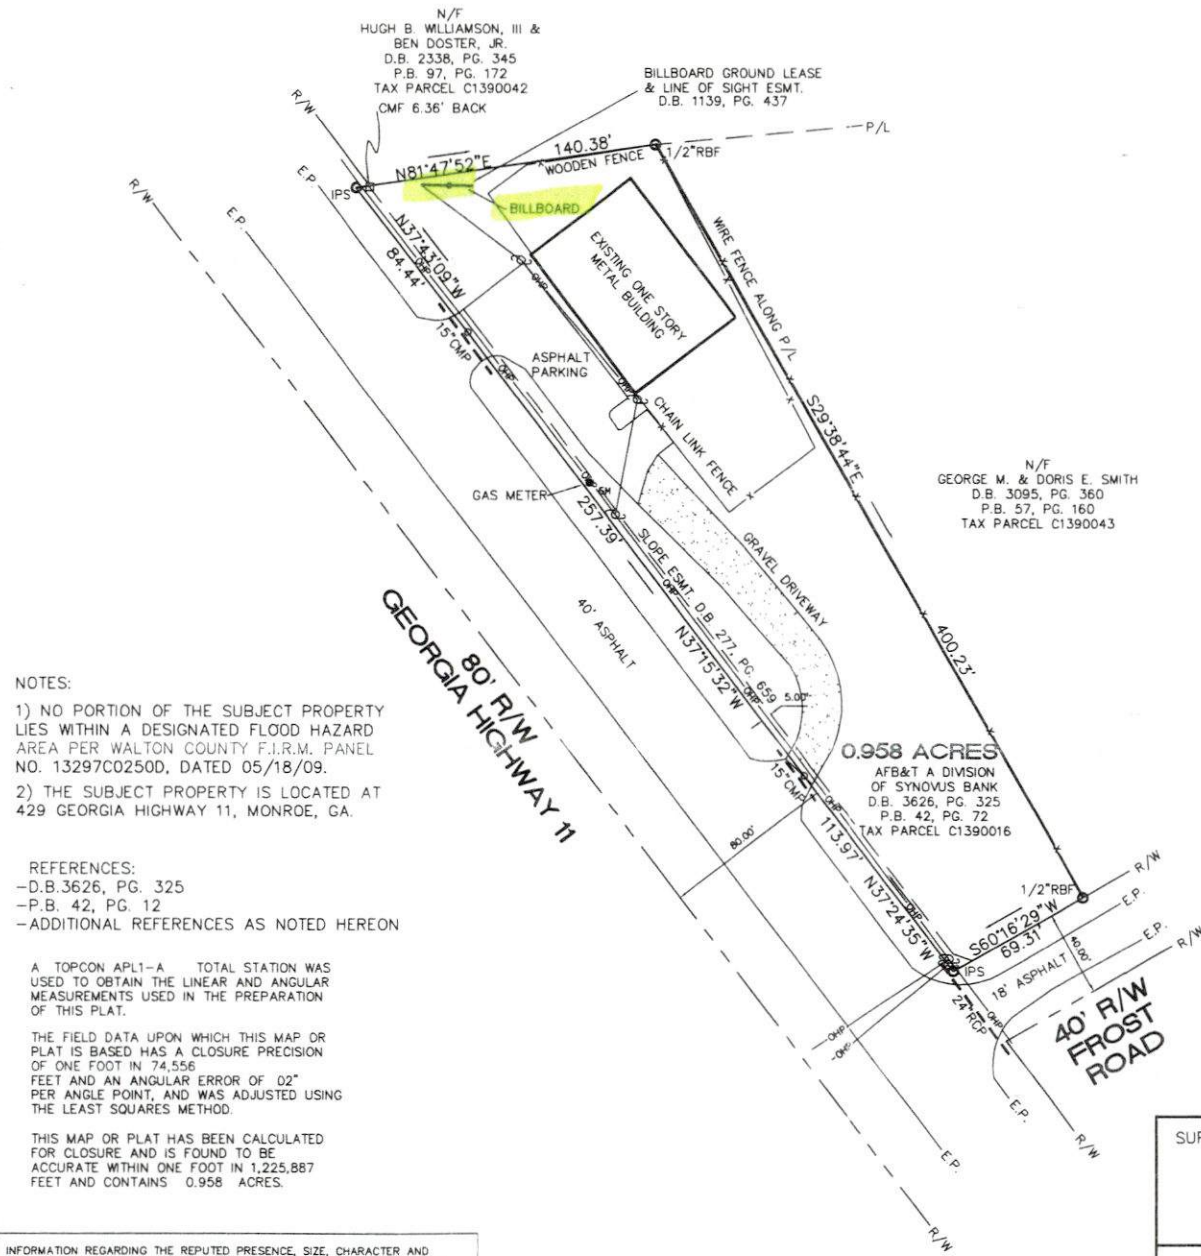 N/F
HUGH B. WILLIAMSON, III &
BEN DOSTER, JR.
D.B. 2338, PG. 345
P.B. 97, PG. 172
TAX PARCEL C1390042
CMF 6.36' BACK
BILLBOARD GROUND LEASE
& LINE OF SIGHT ESMT.
D.B. 1139, PG. 437
R/W
P/L
140.38'
1/2"RBF
N81°47'52"E
WOODEN FENCE
E.P.
IPS
R/W
BILLBOARD
E.P.
N37°43'09"W
84.44'
OHP
OHP
EXISTING ONE STORY
METAL BUILDING
WIRE FENCE ALONG P/L
15"CMP
ASPHALT
PARKING
OHP
OHP
CHAIN LINK FENCE
S29°38'44"E
400.23'
N/F
GEORGE M. & DORIS E. SMITH
D.B. 3095, PG. 360
P.B. 57, PG. 160
TAX PARCEL C1390043
GAS METER
GM
257.39'
SLOPE ESMT. D.B. 277, PG. 659
OHP
GRAVEL DRIVEWAY
40' ASPHALT
N37°15'32"W
OHP
5.00'
80' R/W
GEORGIA HIGHWAY 11
NOTES:
1) NO PORTION OF THE SUBJECT PROPERTY
LIES WITHIN A DESIGNATED FLOOD HAZARD
AREA PER WALTON COUNTY F.I.R.M. PANEL
NO. 13297C0250D, DATED 05/18/09.
2) THE SUBJECT PROPERTY IS LOCATED AT
429 GEORGIA HIGHWAY 11, MONROE, GA.
0.958 ACRES
AFB&T A DIVISION
OF SYNOVUS BANK
D.B. 3626, PG. 325
P.B. 42, PG. 72
TAX PARCEL C1390016
15"CMP
OHP
80.00'
113.97'
N37°24'35"W
OHP
REFERENCES:
-D.B.3626, PG. 325
-P.B. 42, PG. 12
-ADDITIONAL REFERENCES AS NOTED HEREON
1/2"RBF
R/W
E.P.
S60°16'29"W
69.31'
40.00'
E.P.
R/W
IPS
18' ASPHALT
24"RCP
OHP
OHP
OHP
40' R/W
FROST
ROAD
A TOPCON APL1-A TOTAL STATION WAS
USED TO OBTAIN THE LINEAR AND ANGULAR
MEASUREMENTS USED IN THE PREPARATION
OF THIS PLAT.
THE FIELD DATA UPON WHICH THIS MAP OR
PLAT IS BASED HAS A CLOSURE PRECISION
OF ONE FOOT IN 74,556
FEET AND AN ANGULAR ERROR OF 02"
PER ANGLE POINT, AND WAS ADJUSTED USING
THE LEAST SQUARES METHOD.
THIS MAP OR PLAT HAS BEEN CALCULATED
FOR CLOSURE AND IS FOUND TO BE
ACCURATE WITHIN ONE FOOT IN 1,225,887
FEET AND CONTAINS 0.958 ACRES.
E.P.
R/W
E.P.
R/W
SUR
INFORMATION REGARDING THE REPUTED PRESENCE, SIZE, CHARACTER AND